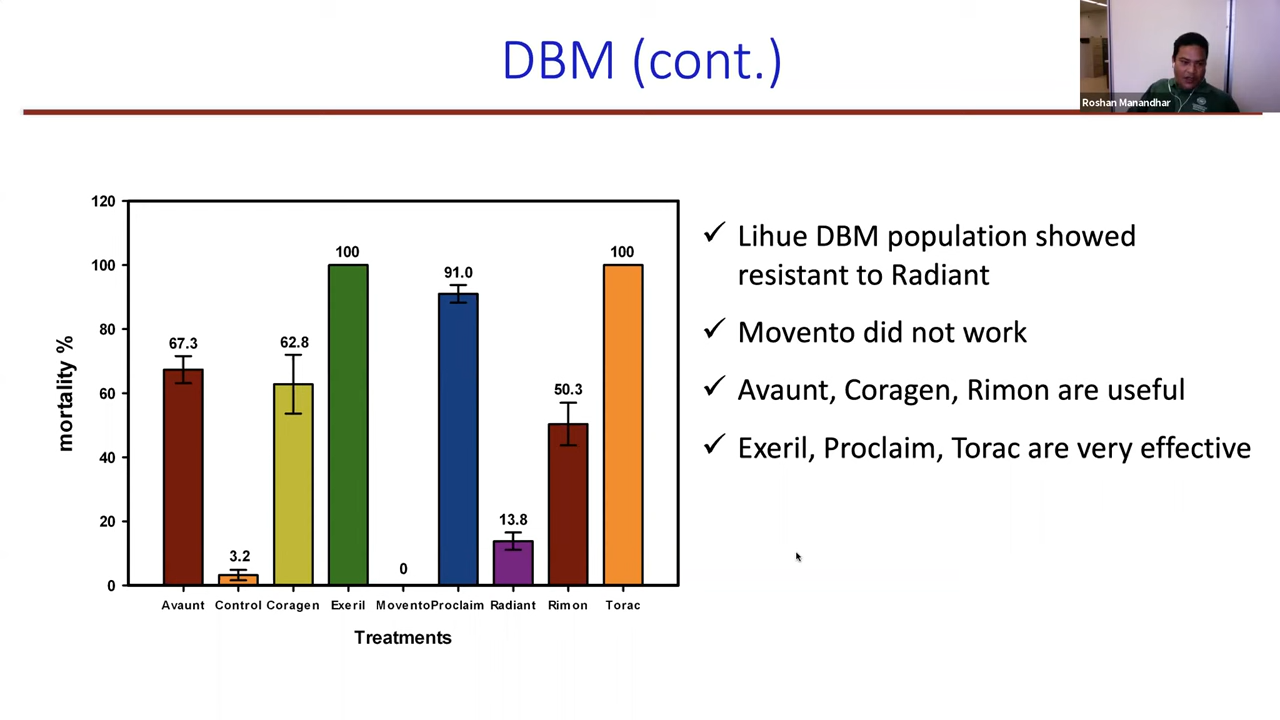 DBM (cont.)
Roshan Manandhar
120
100
80
60
40
20
0
mortality %
67.3
3.2
62.8
100
0
91.0
13.8
50.3
100
Avaunt Control Coragen Exeril Movento Proclaim Radiant Rimon Torac
Treatments
✓ Lihue DBM population showed
resistant to Radiant
✓ Movento did not work
✓ Avaunt, Coragen, Rimon are useful
✓ Exeril, Proclaim, Torac are very effective